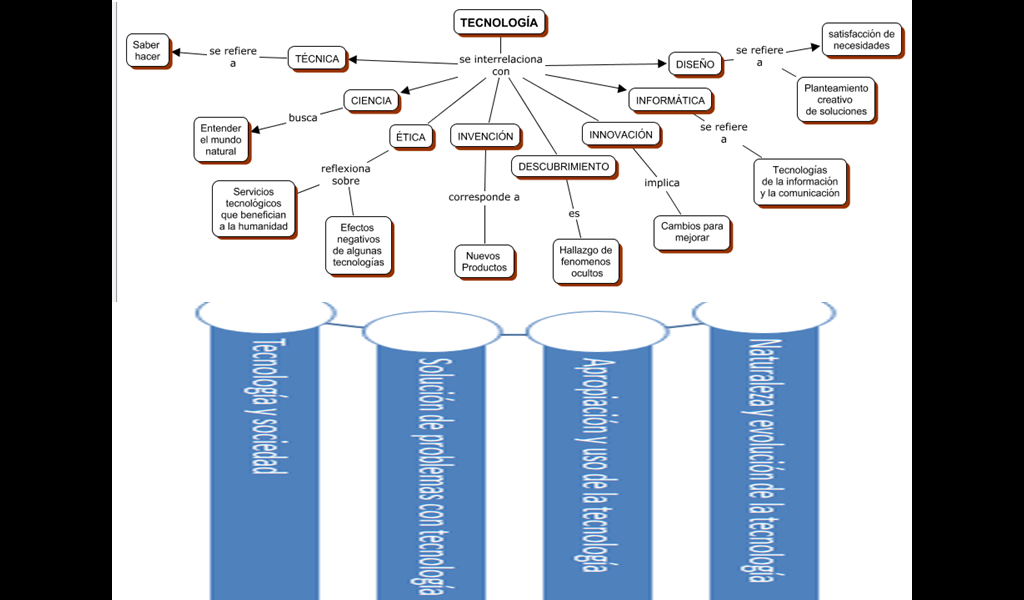 TECNOLOGÍA
se interrelaciona
con
Saber
hacer
se refiere
a
TÉCNICA
CIENCIA
busca
Entender
el mundo
natural
ÉTICA
reflexiona
sobre
Servicios
tecnológicos
que benefician
a la humanidad
Efectos
negativos
de algunas
tecnologías
INVENCIÓN
corresponde a
Nuevos
Productos
DESCUBRIMIENTO
es
Hallazgo de
fenomenos
ocultos
INNOVACIÓN
implica
Cambios para
mejorar
INFORMÁTICA
se refiere
a
Tecnologías
de la información
y la comunicación
DISEÑO
se refiere
a
satisfacción de
necesidades
Planteamiento
creativo
de soluciones
Tecnología y sociedad
Solución de problemas con tecnología
Apropiación y uso de la tecnología
Naturaleza y evolución de la tecnología